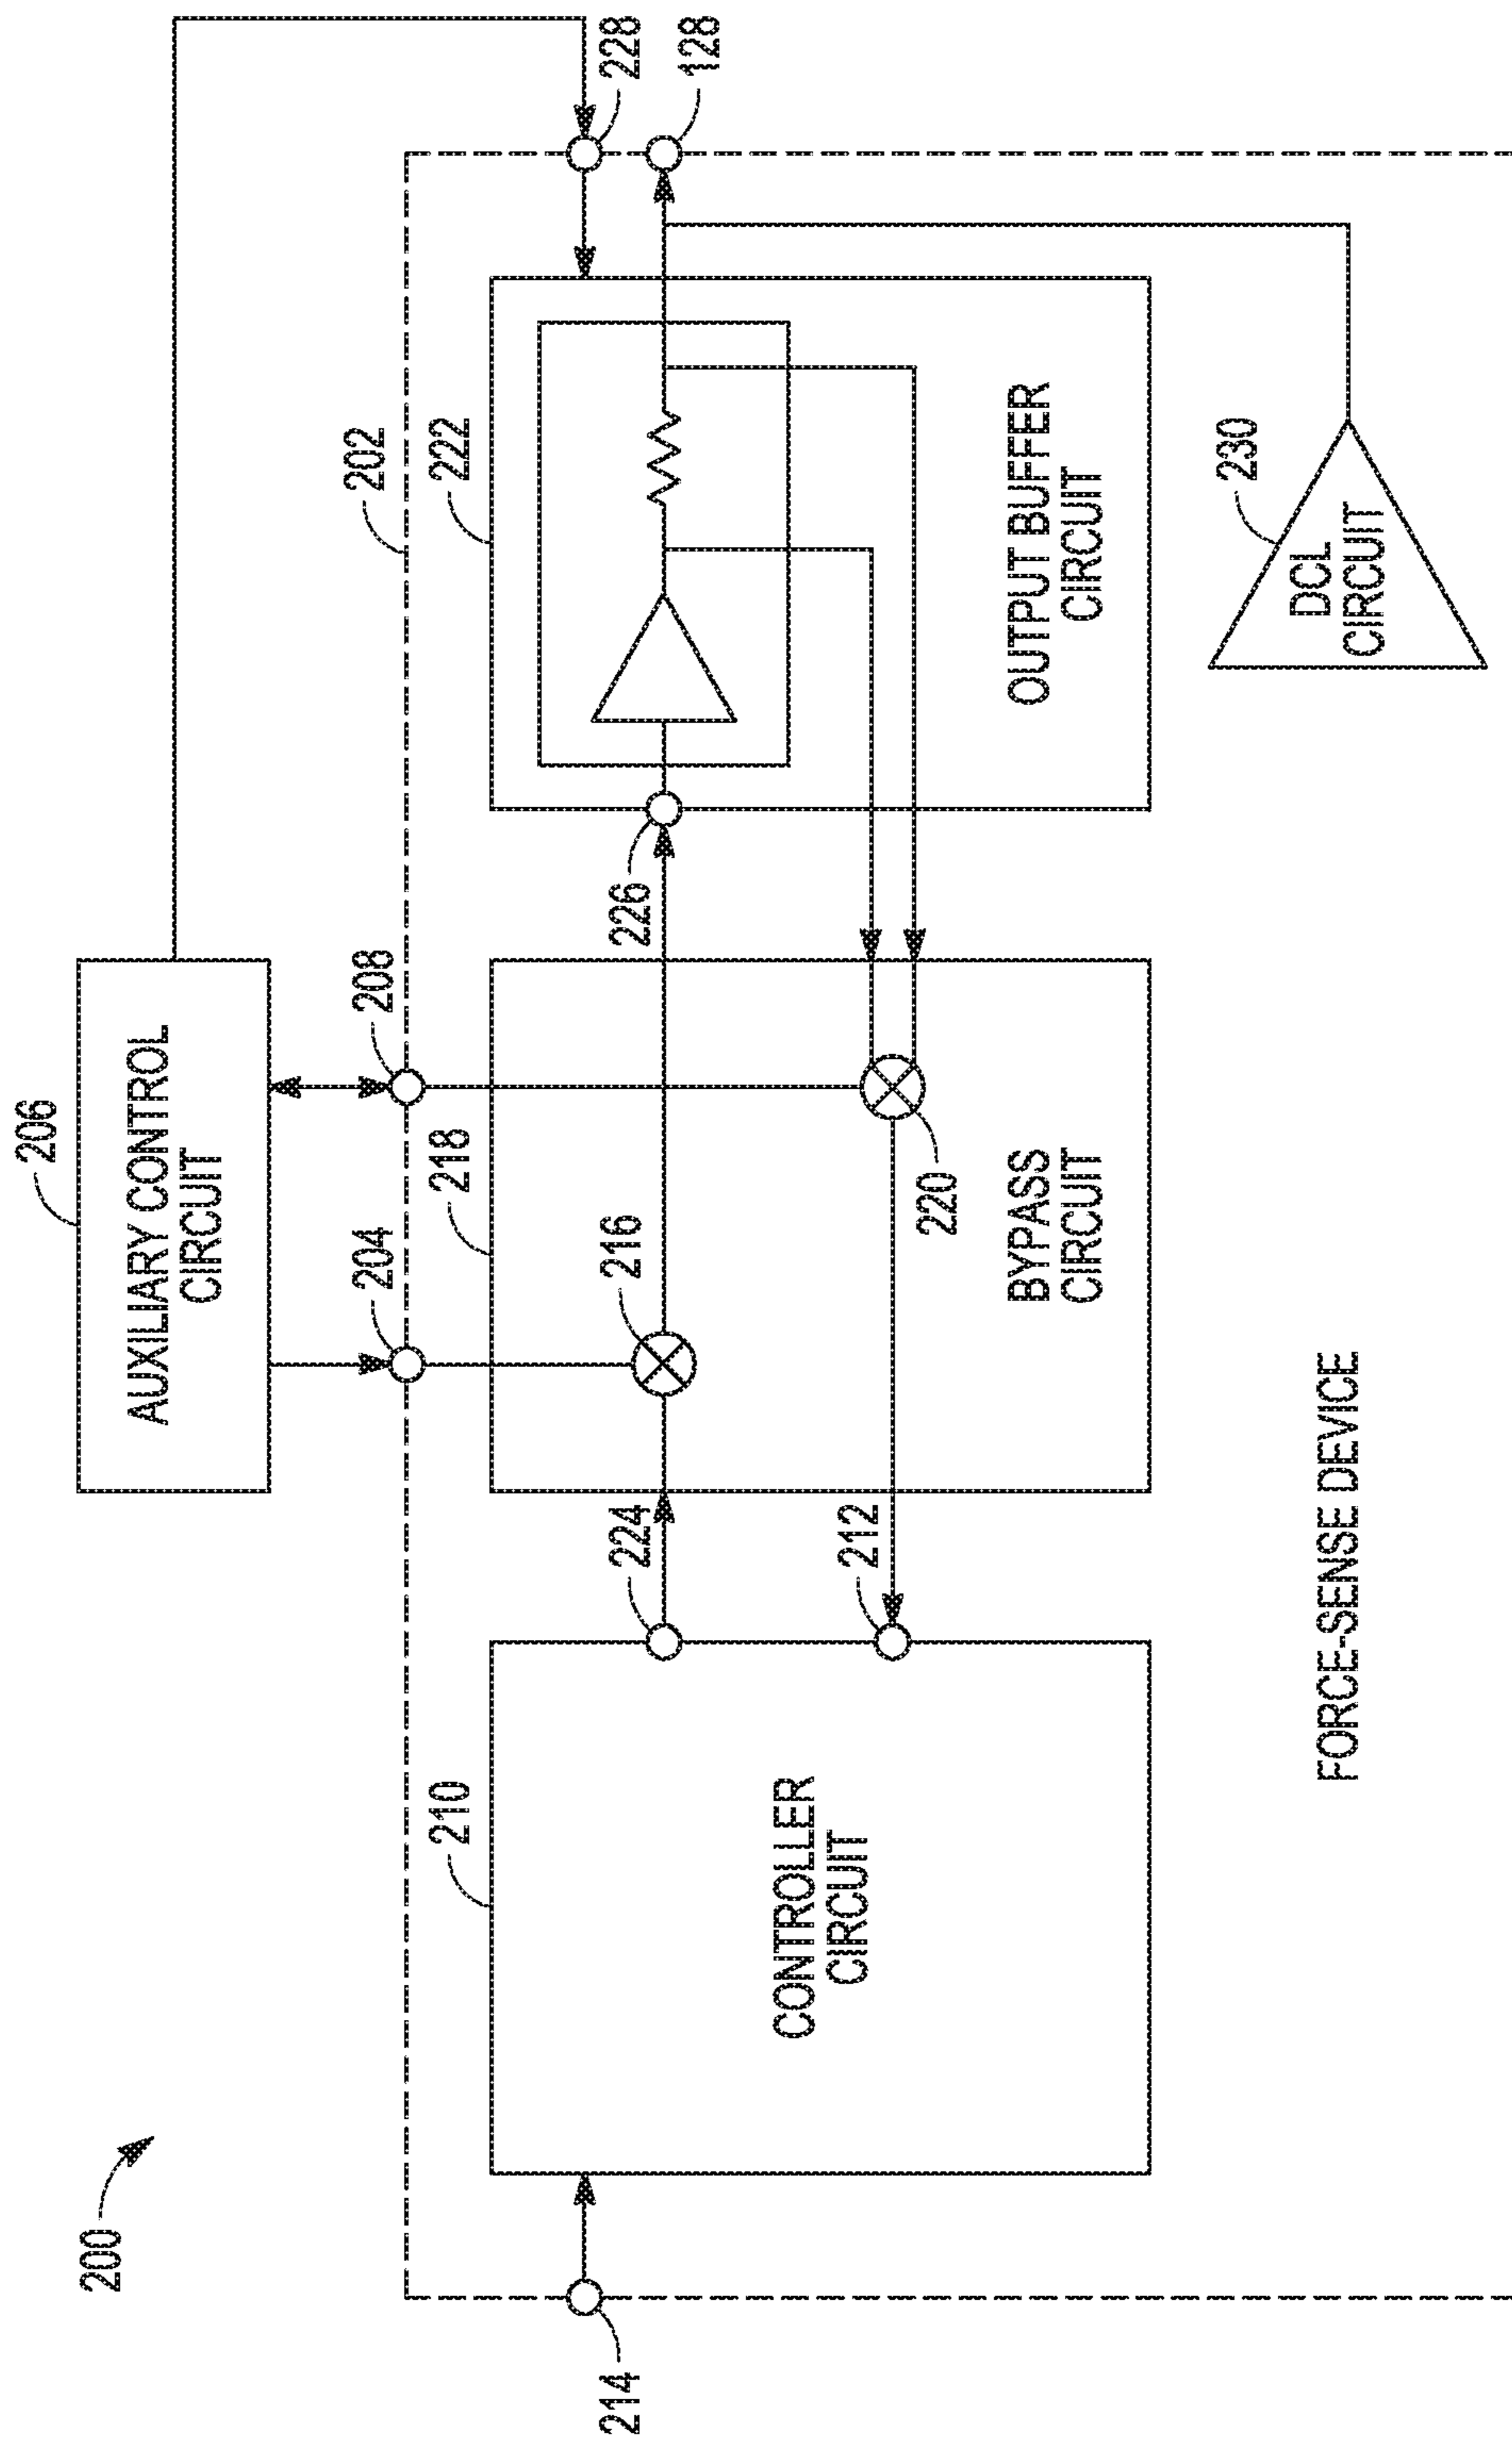 200
206
AUXILIARY CONTROL
CIRCUIT
204
208
202
228
128
214
210
CONTROLLER
CIRCUIT
224
212
218
216
220
BYPASS
CIRCUIT
226
222
OUTPUT BUFFER
CIRCUIT
230
DCL
CIRCUIT
FORCE-SENSE DEVICE